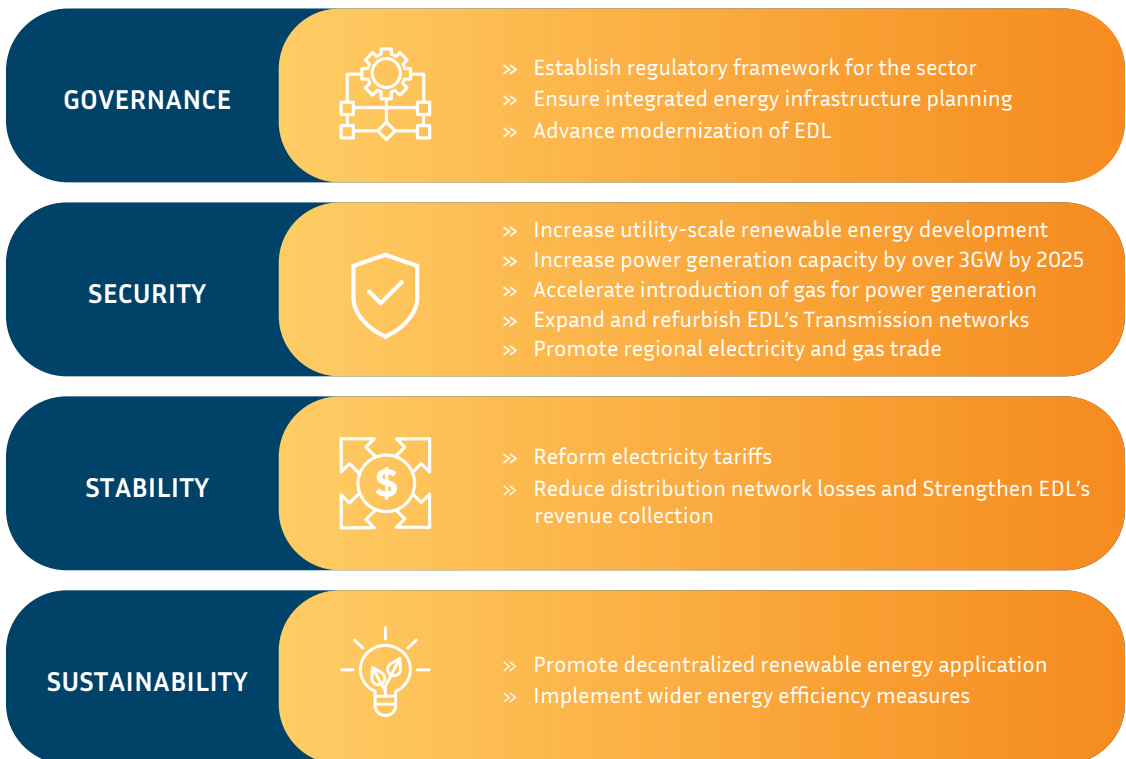 GOVERNANCE
» Establish regulatory framework for the sector
» Ensure integrated energy infrastructure planning
» Advance modernization of EDL
SECURITY
» Increase utility-scale renewable energy development
» Increase power generation capacity by over 3GW by 2025
» Accelerate introduction of gas for power generation
» Expand and refurbish EDL's Transmission networks
» Promote regional electricity and gas trade
STABILITY
$
» Reform electricity tariffs
» Reduce distribution network losses and Strengthen EDL's
revenue collection
SUSTAINABILITY
» Promote decentralized renewable energy application
» Implement wider energy efficiency measures